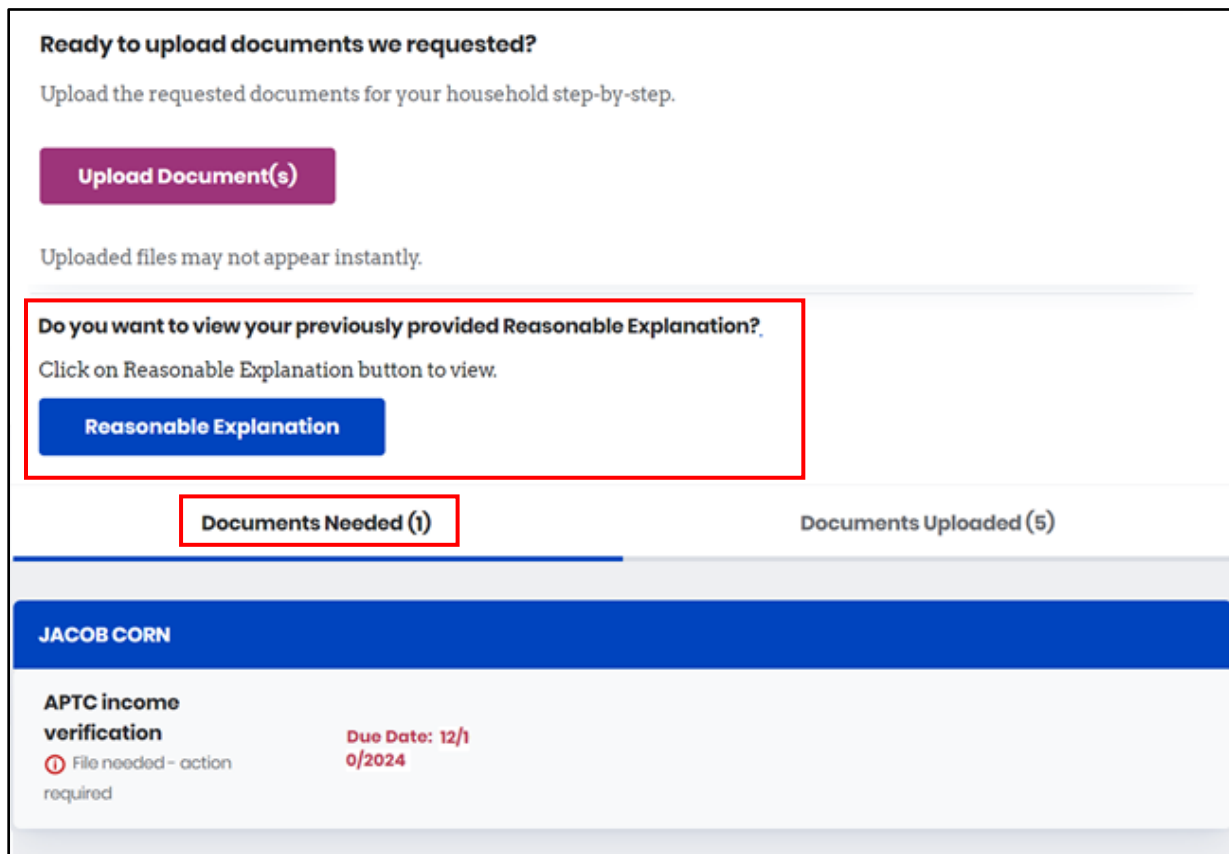 Ready to upload documents we requested?
Upload the requested documents for your household step-by-step.
Upload Document(s)
Uploaded files may not appear instantly.
Do you want to view your previously provided Reasonable Explanation?
Click on Reasonable Explanation button to view.
Reasonable Explanation
Documents Needed (1)
Documents Uploaded (5)
JACOB CORN
APTC income
verification
Due Date: 12/1
0/2024
File needed - action
required